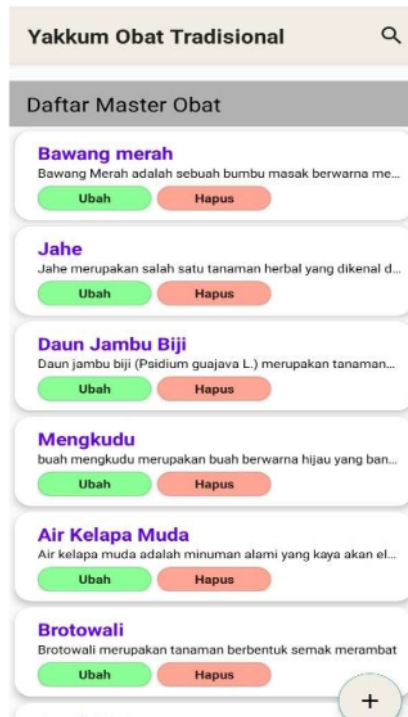 Yakkum Obat Tradisional
Daftar Master Obat
Bawang merah
Bawang Merah adalah sebuah bumbu masak berwarna me...
Ubah Hapus
Jahe
Jahe merupakan salah satu tanaman herbal yang dikenal d...
Ubah Hapus
Daun Jambu Biji
Daun jambu biji (Psidium guajava L.) merupakan tanaman...
Ubah Hapus
Mengkudu
buah mengkudu merupakan buah berwarna hijau yang ban...
Ubah Hapus
Air Kelapa Muda
Air kelapa muda adalah minuman alami yang kaya akan el...
Ubah Hapus
Brotowali
Brotowali merupakan tanaman berbentuk semak merambat
Ubah Hapus
+